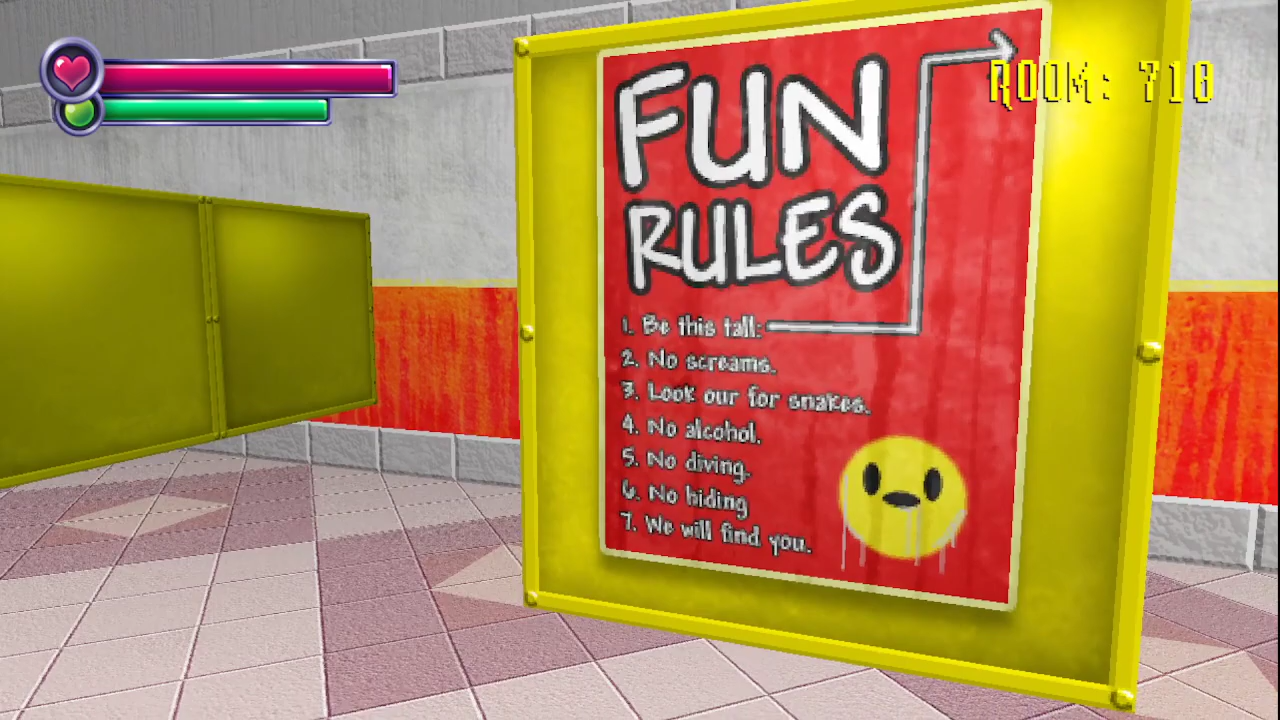 ROOM: 710
FUN
RULES
1. Be this tall:
2. No screams.
3. Look our for snakes.
4. No alcohol.
5. No diving.
6. No hiding
7. We will find you.